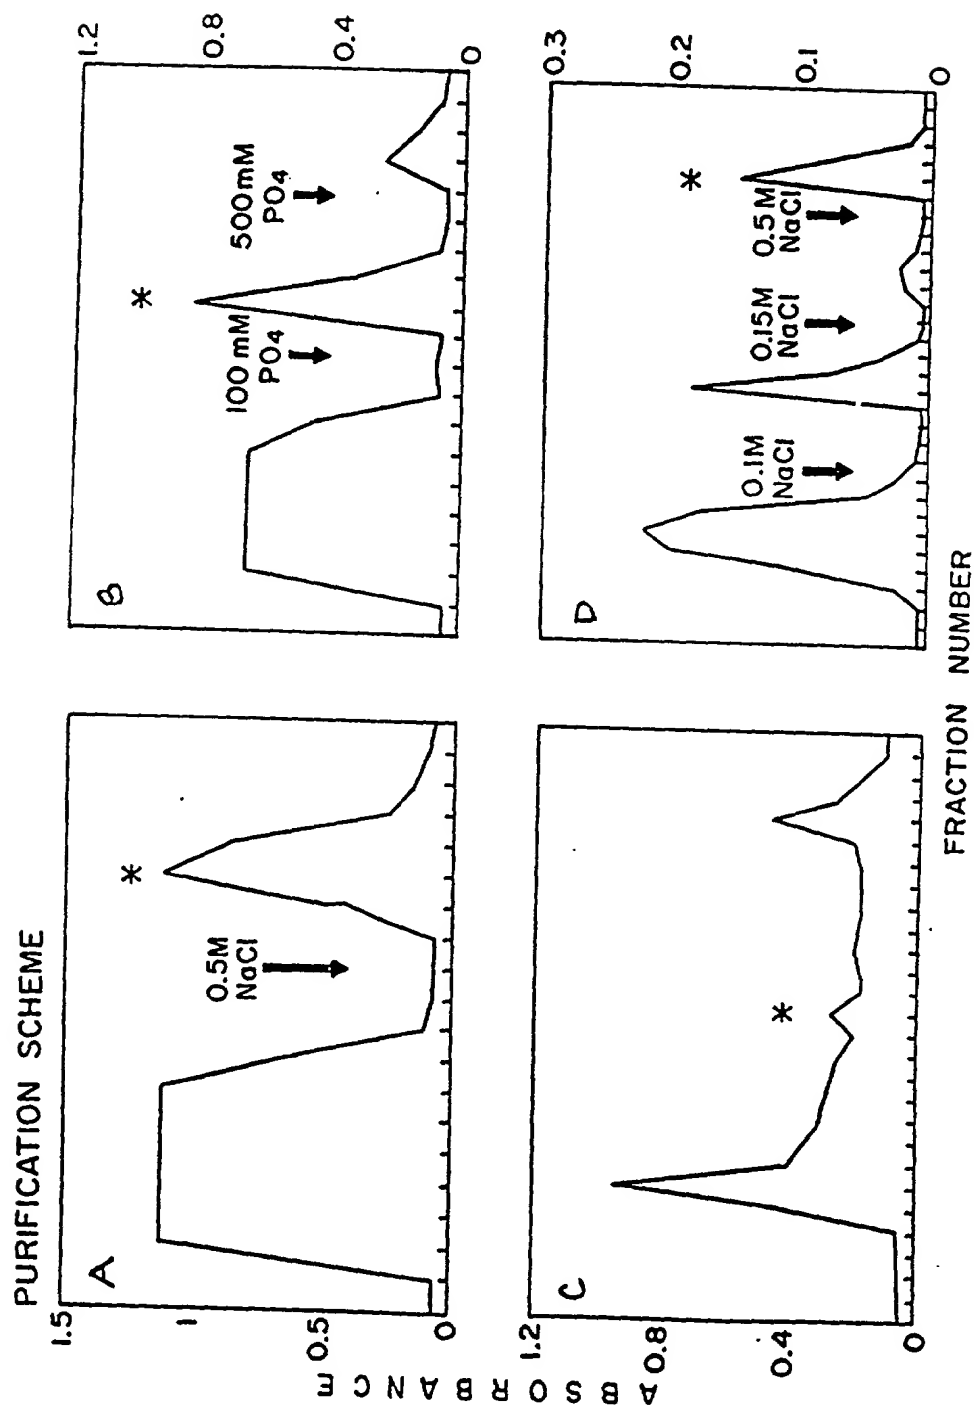 PURIFICATION SCHEME
A
1.5
1
0.5
0
0.5M
NaCl
*
B
1.2
0.8
0.4
0
100 mM
PO4
*
500mM
PO4
C
1.2
0.8
0.4
0
*
D
0.3
0.2
0.1
0
0.1M
NaCl
0.15M
NaCl
0.5M
NaCl
*
ABSORBANCE
FRACTION NUMBER